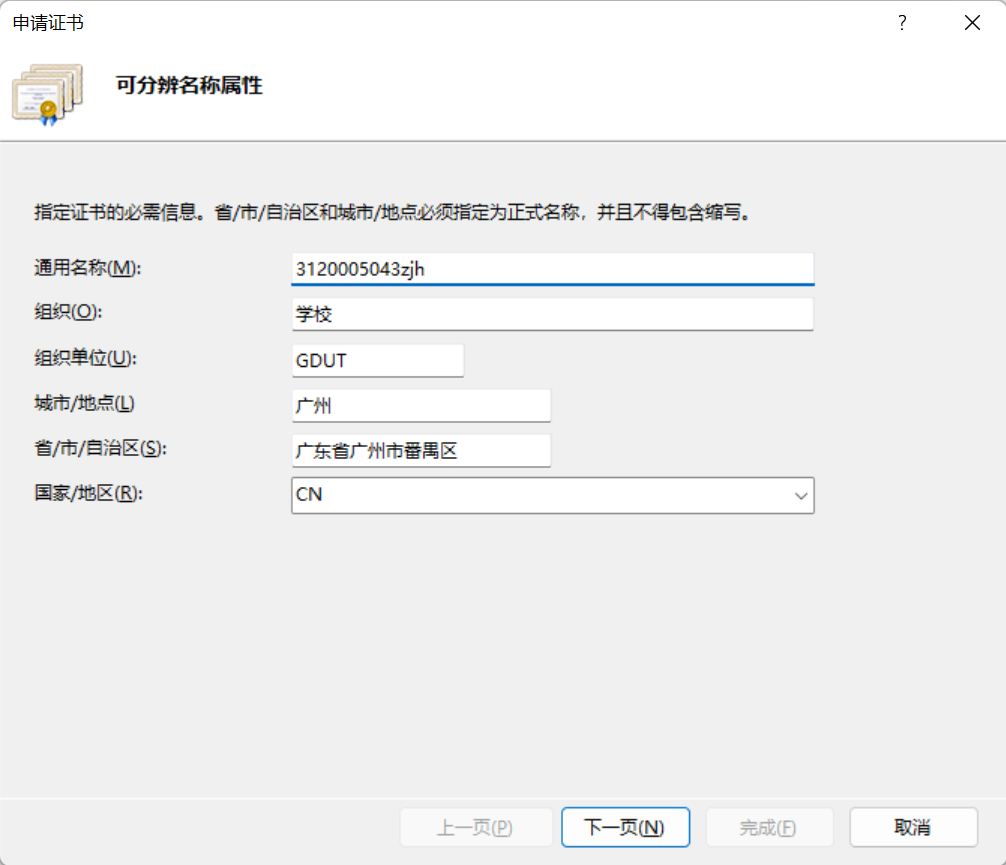 申请证书
?
可分辨名称属性
指定证书的必需信息。省/市/自治区和城市/地点必须指定为正式名称，并且不得包含缩写。
通用名称(M): 3120005043zjh
组织(O): 学校
组织单位(U): GDUT
城市/地点(L) 广州
省/市/自治区(S): 广东省广州市番禺区
国家/地区(R): CN
上一页(P) 下一页(N) 完成(F) 取消